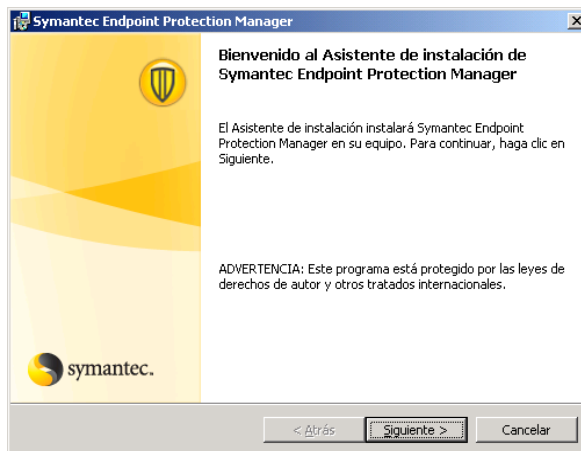 Symantec Endpoint Protection Manager
Bienvenido al Asistente de instalación de
Symantec Endpoint Protection Manager
El Asistente de instalación instalará Symantec Endpoint
Protection Manager en su equipo. Para continuar, haga clic en
Siguiente.
ADVERTENCIA: Este programa está protegido por las leyes de
derechos de autor y otros tratados internacionales.
symantec.
< Atrás
Siguiente >
Cancelar